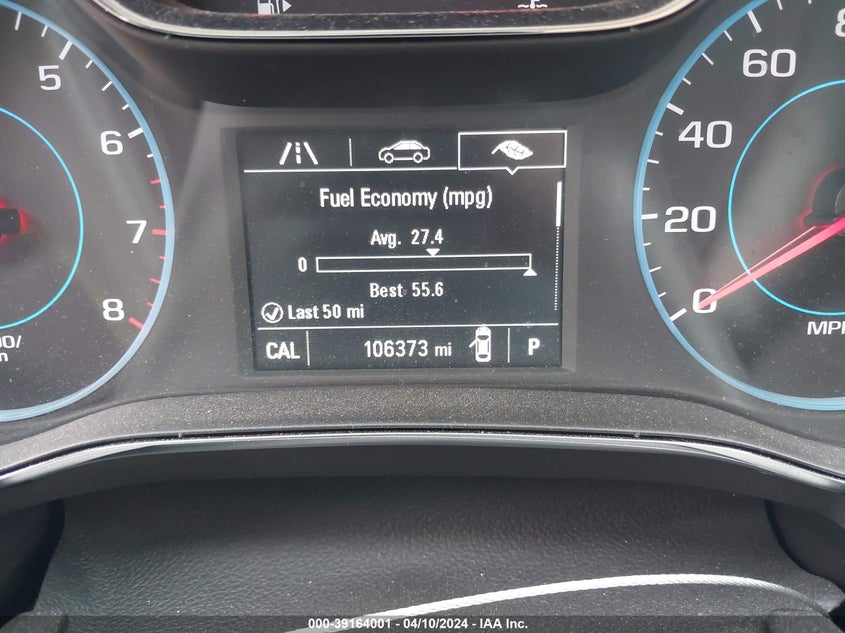 5
6
7
8
Fuel Economy (mpg)
Avg. 27.4
0
Best 55.6
Last 50 mi
CAL
106373 mi
P
60
40
20
0
000-39164001 - 04/10/2024 - IAA Inc.